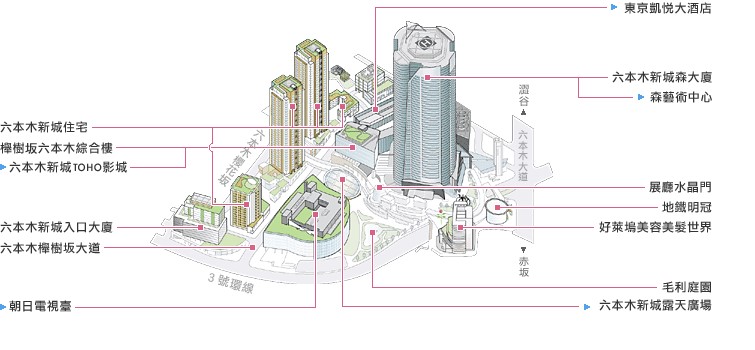 東京凱悅大酒店
六本木新城森大廈
森藝術中心
澀谷
六本木大道
六本木新城住宅
櫸樹坂六本木綜合樓
六本木新城TOHO影城
六本木櫻花坂
展廳水晶門
地鐵明冠
好萊塢美容美髮世界
六本木新城入口大廈
六本木櫸樹坂大道
赤坂
3 號環線
毛利庭園
朝日電視臺
六本木新城露天廣場